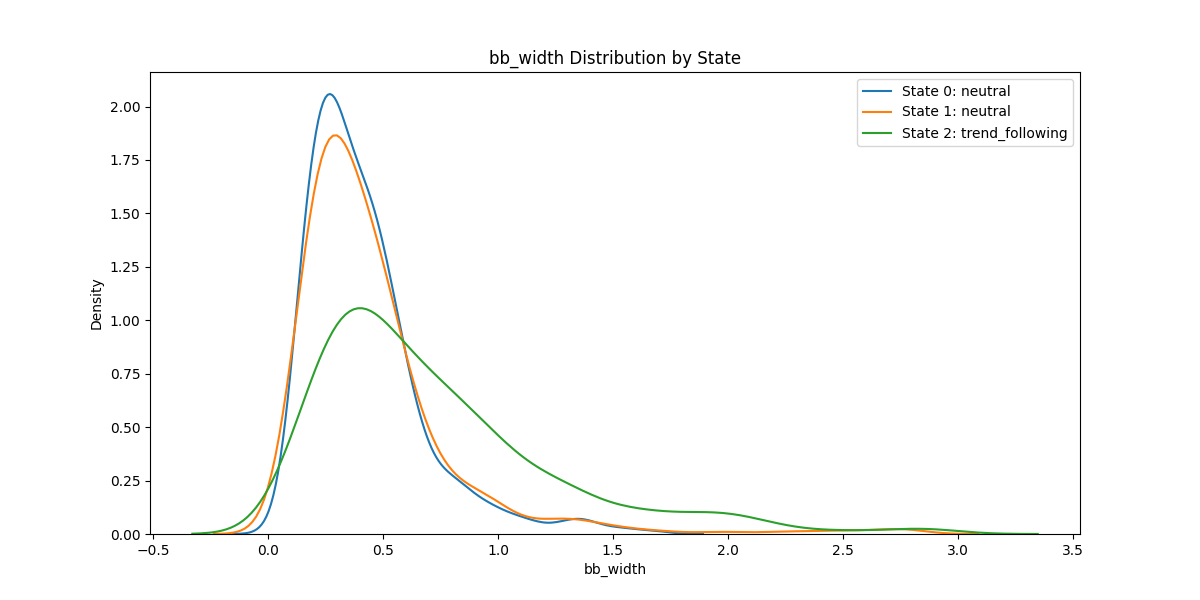 bb_width Distribution by State
State 0: neutral
State 1: neutral
State 2: trend_following
Density
2.00
1.75
1.50
1.25
1.00
0.75
0.50
0.25
0.00
−0.5 0.0 0.5 1.0 1.5 2.0 2.5 3.0 3.5
bb_width